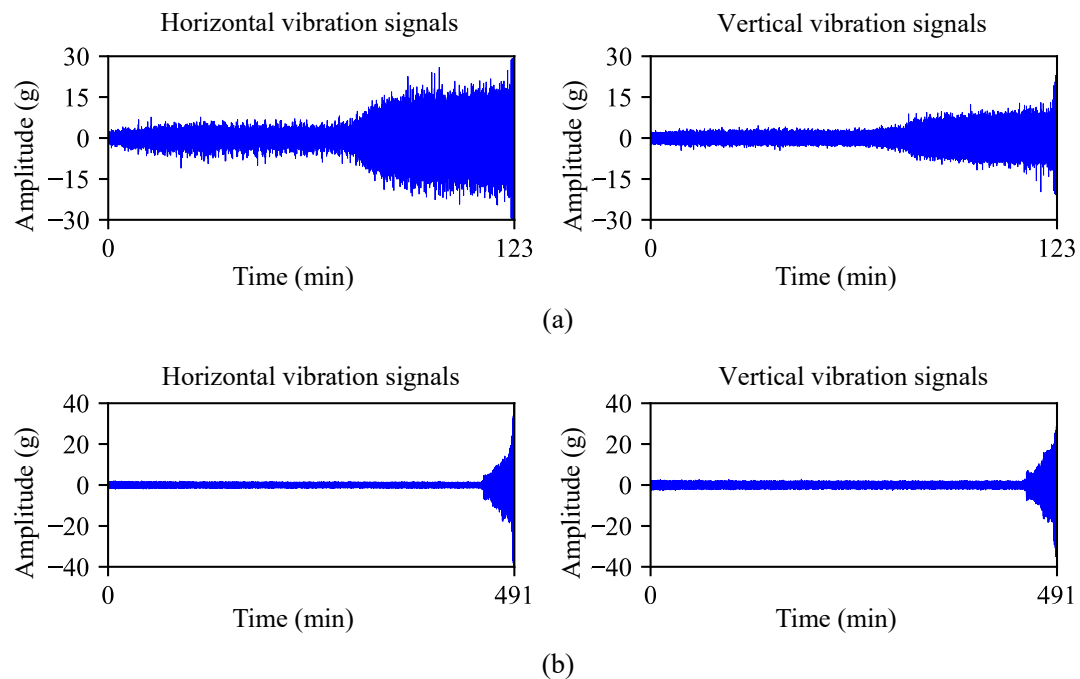 Horizontal vibration signals
Vertical vibration signals
Amplitude (g)
30
15
0
−15
−30
0
123
Time (min)
Amplitude (g)
30
15
0
−15
−30
0
123
Time (min)
(a)
Horizontal vibration signals
Vertical vibration signals
Amplitude (g)
40
20
0
−20
−40
0
491
Time (min)
Amplitude (g)
40
20
0
−20
−40
0
491
Time (min)
(b)